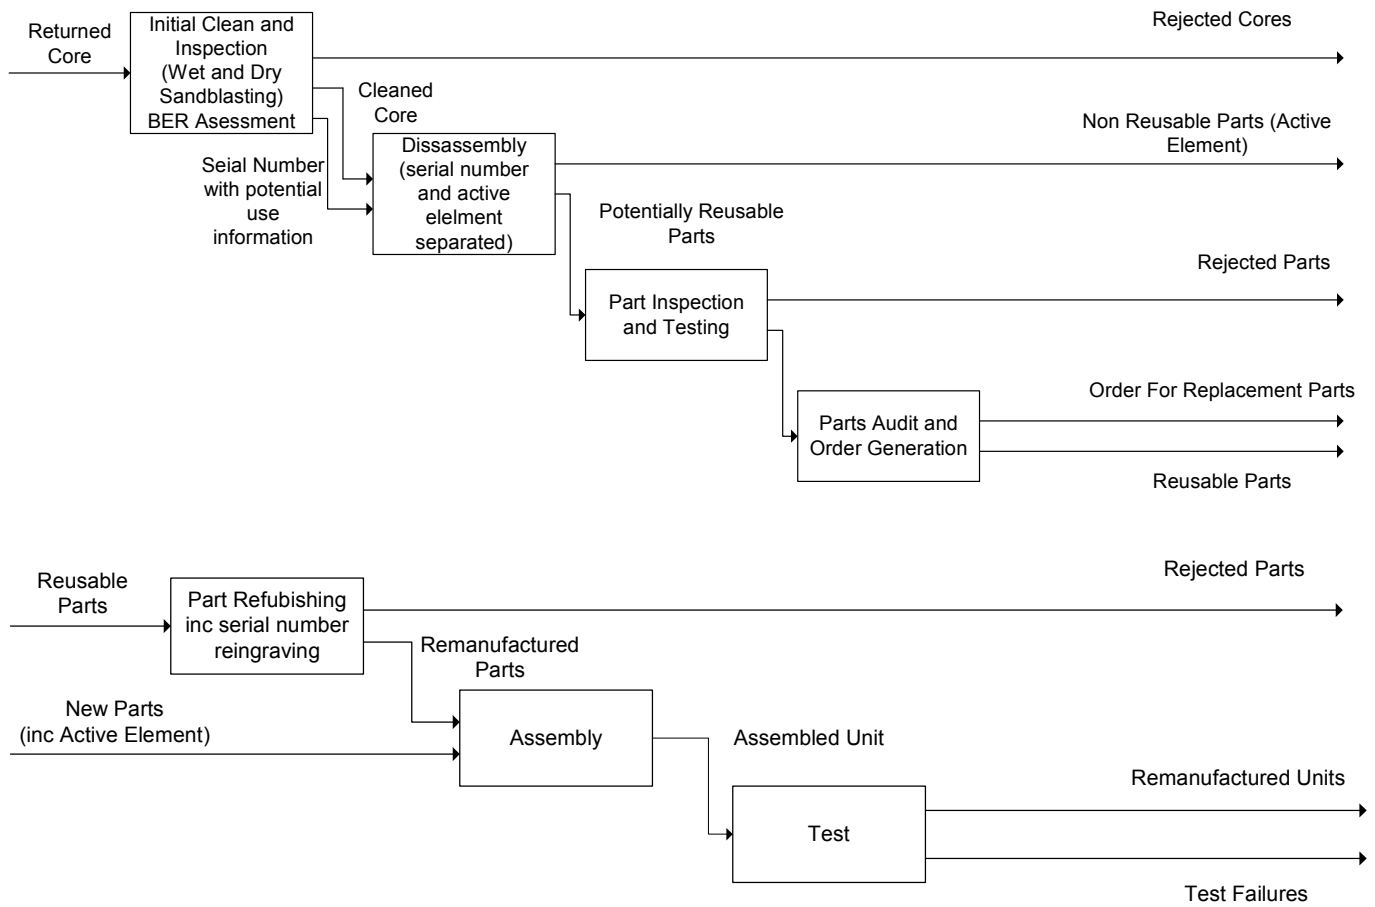 Returned
Core
Initial Clean and
Inspection
(Wet and Dry
Sandblasting)
BER Asessment
Rejected Cores
Cleaned
Core
Seial Number
with potential
use
information
Dissassembly
(serial number
and active
elelment
separated)
Non Reusable Parts (Active
Element)
Potentially Reusable
Parts
Part Inspection
and Testing
Rejected Parts
Parts Audit and
Order Generation
Order For Replacement Parts
Reusable Parts
Reusable
Parts
Part Refubishing
inc serial number
reingraving
Rejected Parts
Remanufactured
Parts
New Parts
(inc Active Element)
Assembly
Assembled Unit
Test
Remanufactured Units
Test Failures